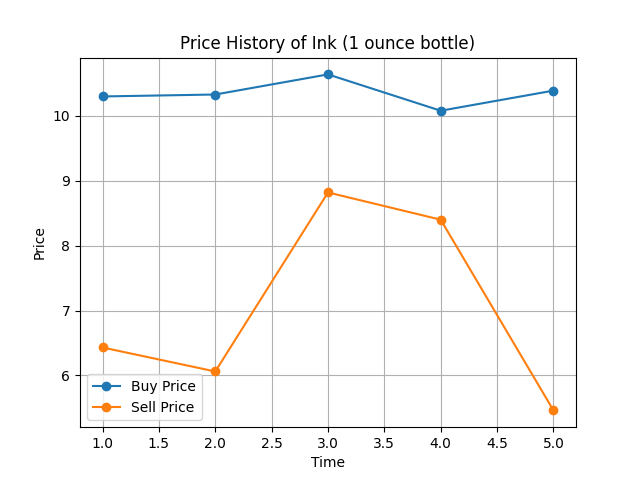 Price History of Ink (1 ounce bottle)
Price
10
9
8
7
6
Buy Price
Sell Price
1.0 1.5 2.0 2.5 3.0 3.5 4.0 4.5 5.0
Time